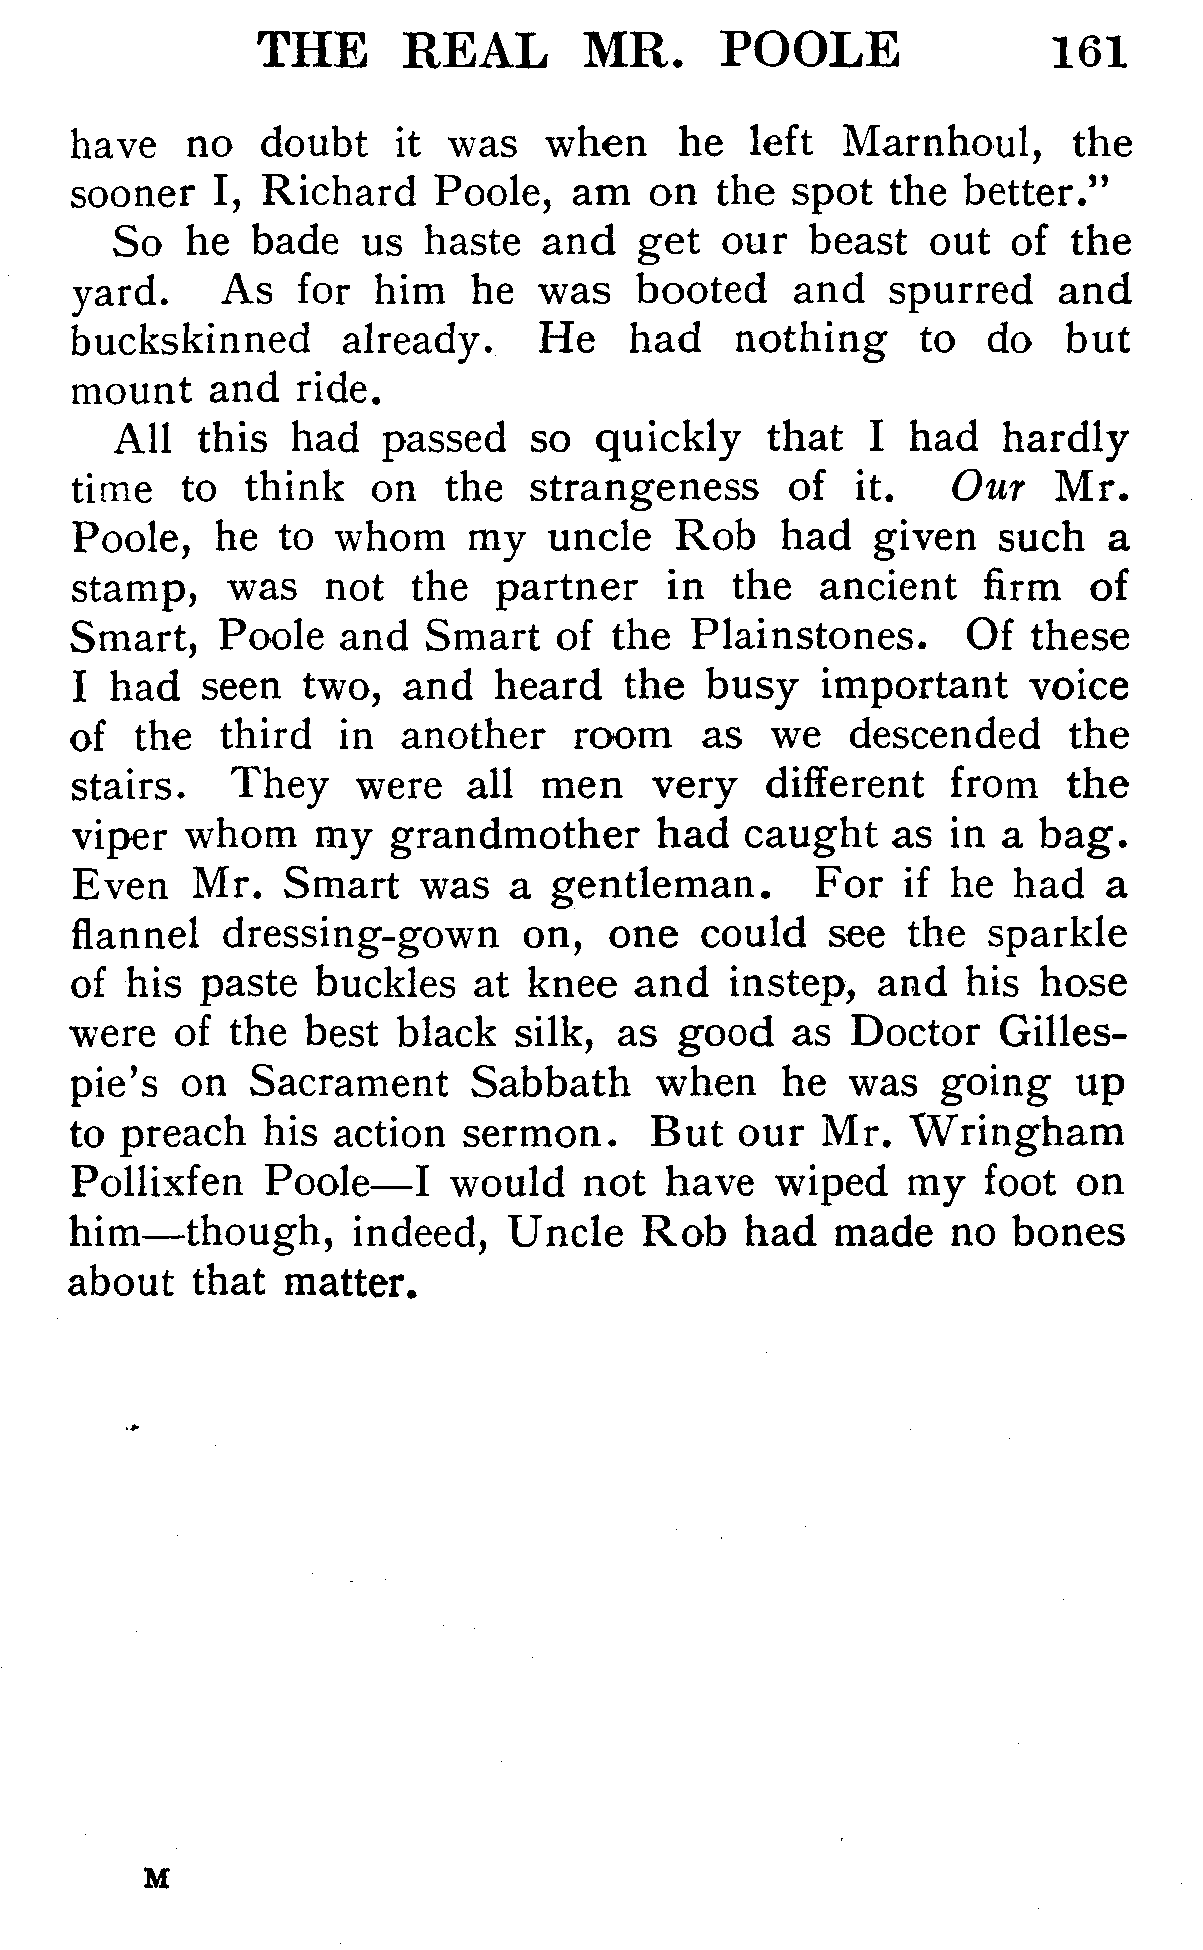 THE REAL MR. POOLE 161
have no doubt it was when he left Marnhoul, the
sooner I, Richard Poole, am on the spot the better."
So he bade us haste and get our beast out of the
yard. As for him he was booted and spurred and
buckskinned already. He had nothing to do but
mount and ride.
All this had passed so quickly that I had hardly
time to think on the strangeness of it. Our Mr.
Poole, he to whom my uncle Rob had given such a
stamp, was not the partner in the ancient firm of
Smart, Poole and Smart of the Plainstones. Of these
I had seen two, and heard the busy important voice
of the third in another room as we descended the
stairs. They were all men very different from the
viper whom my grandmother had caught as in a bag.
Even Mr. Smart was a gentleman. For if he had a
flannel dressing-gown on, one could see the sparkle
of his paste buckles at knee and instep, and his hose
were of the best black silk, as good as Doctor Gilles-
pie's on Sacrament Sabbath when he was going up
to preach his action sermon. But our Mr. Wringham
Pollixfen Poole—I would not have wiped my foot on
him—though, indeed, Uncle Rob had made no bones
about that matter.
M